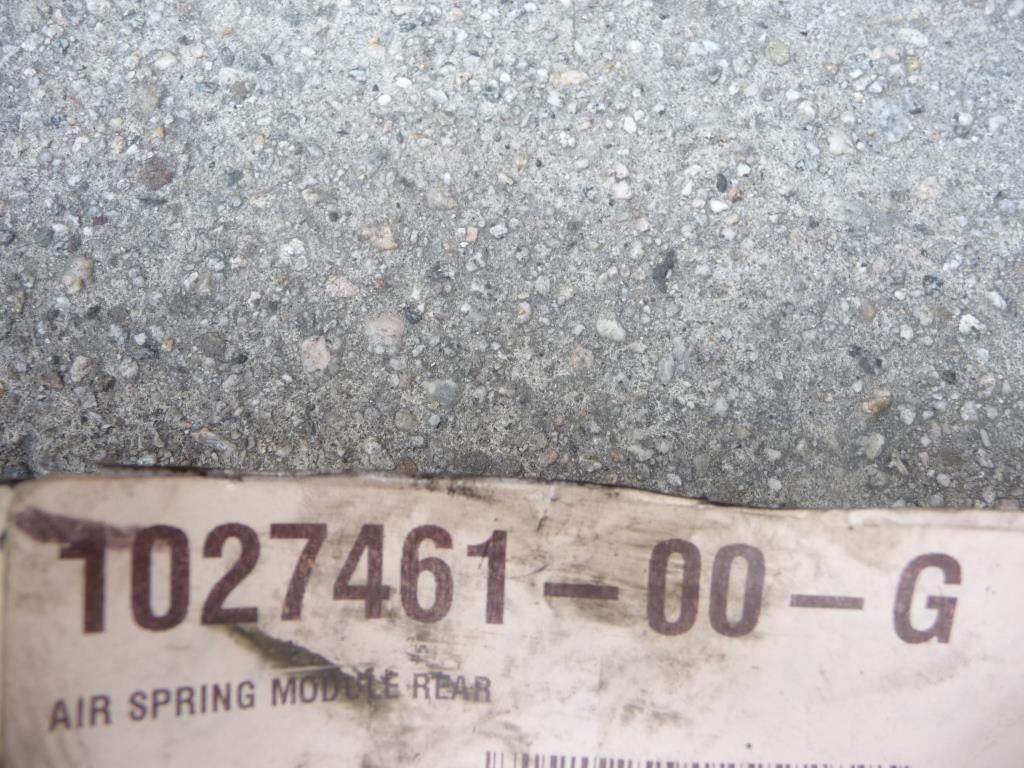 1027461-00-G
AIR SPRING MODULE REAR